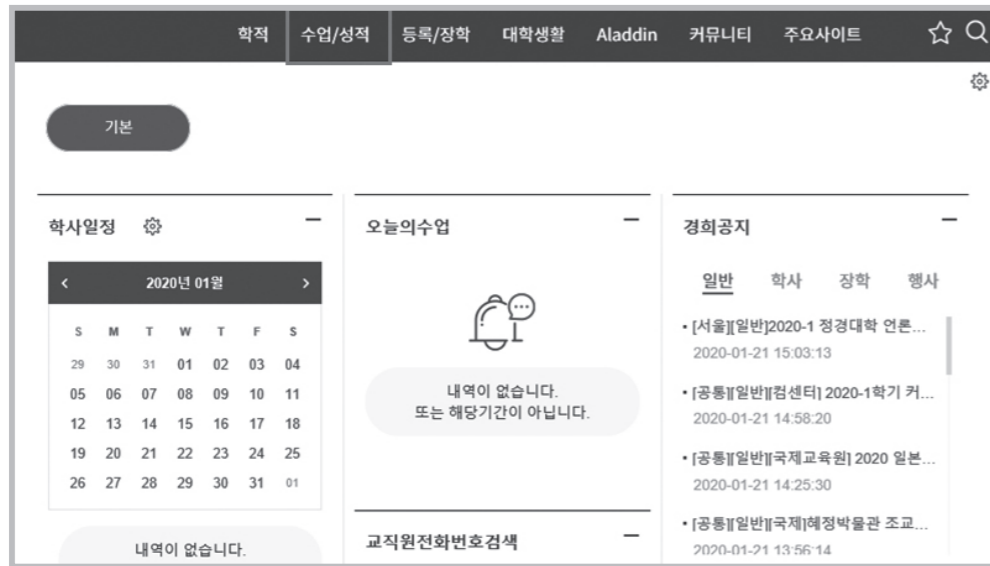 학적 수업/성적 등록/장학 대학생활 Aladdin 커뮤니티 주요사이트
기본
학사일정
2020년 01월
S M T W T F S
29 30 31 01 02 03 04
05 06 07 08 09 10 11
12 13 14 15 16 17 18
19 20 21 22 23 24 25
26 27 28 29 30 31 01
내역이 없습니다.
오늘의수업
내역이 없습니다.
또는 해당기간이 아닙니다.
교직원전화번호검색
경희공지
일반 학사 장학 행사
• [서울][일반]2020-1 정경대학 언론...
2020-01-21 15:03:13
• [공통][일반][컴센터] 2020-1학기 커...
2020-01-21 14:58:20
• [공통][일반][국제교육원] 2020 일본...
2020-01-21 14:25:30
• [공통][일반][국제]혜정박물관 조교...
2020-01-21 13:56:14